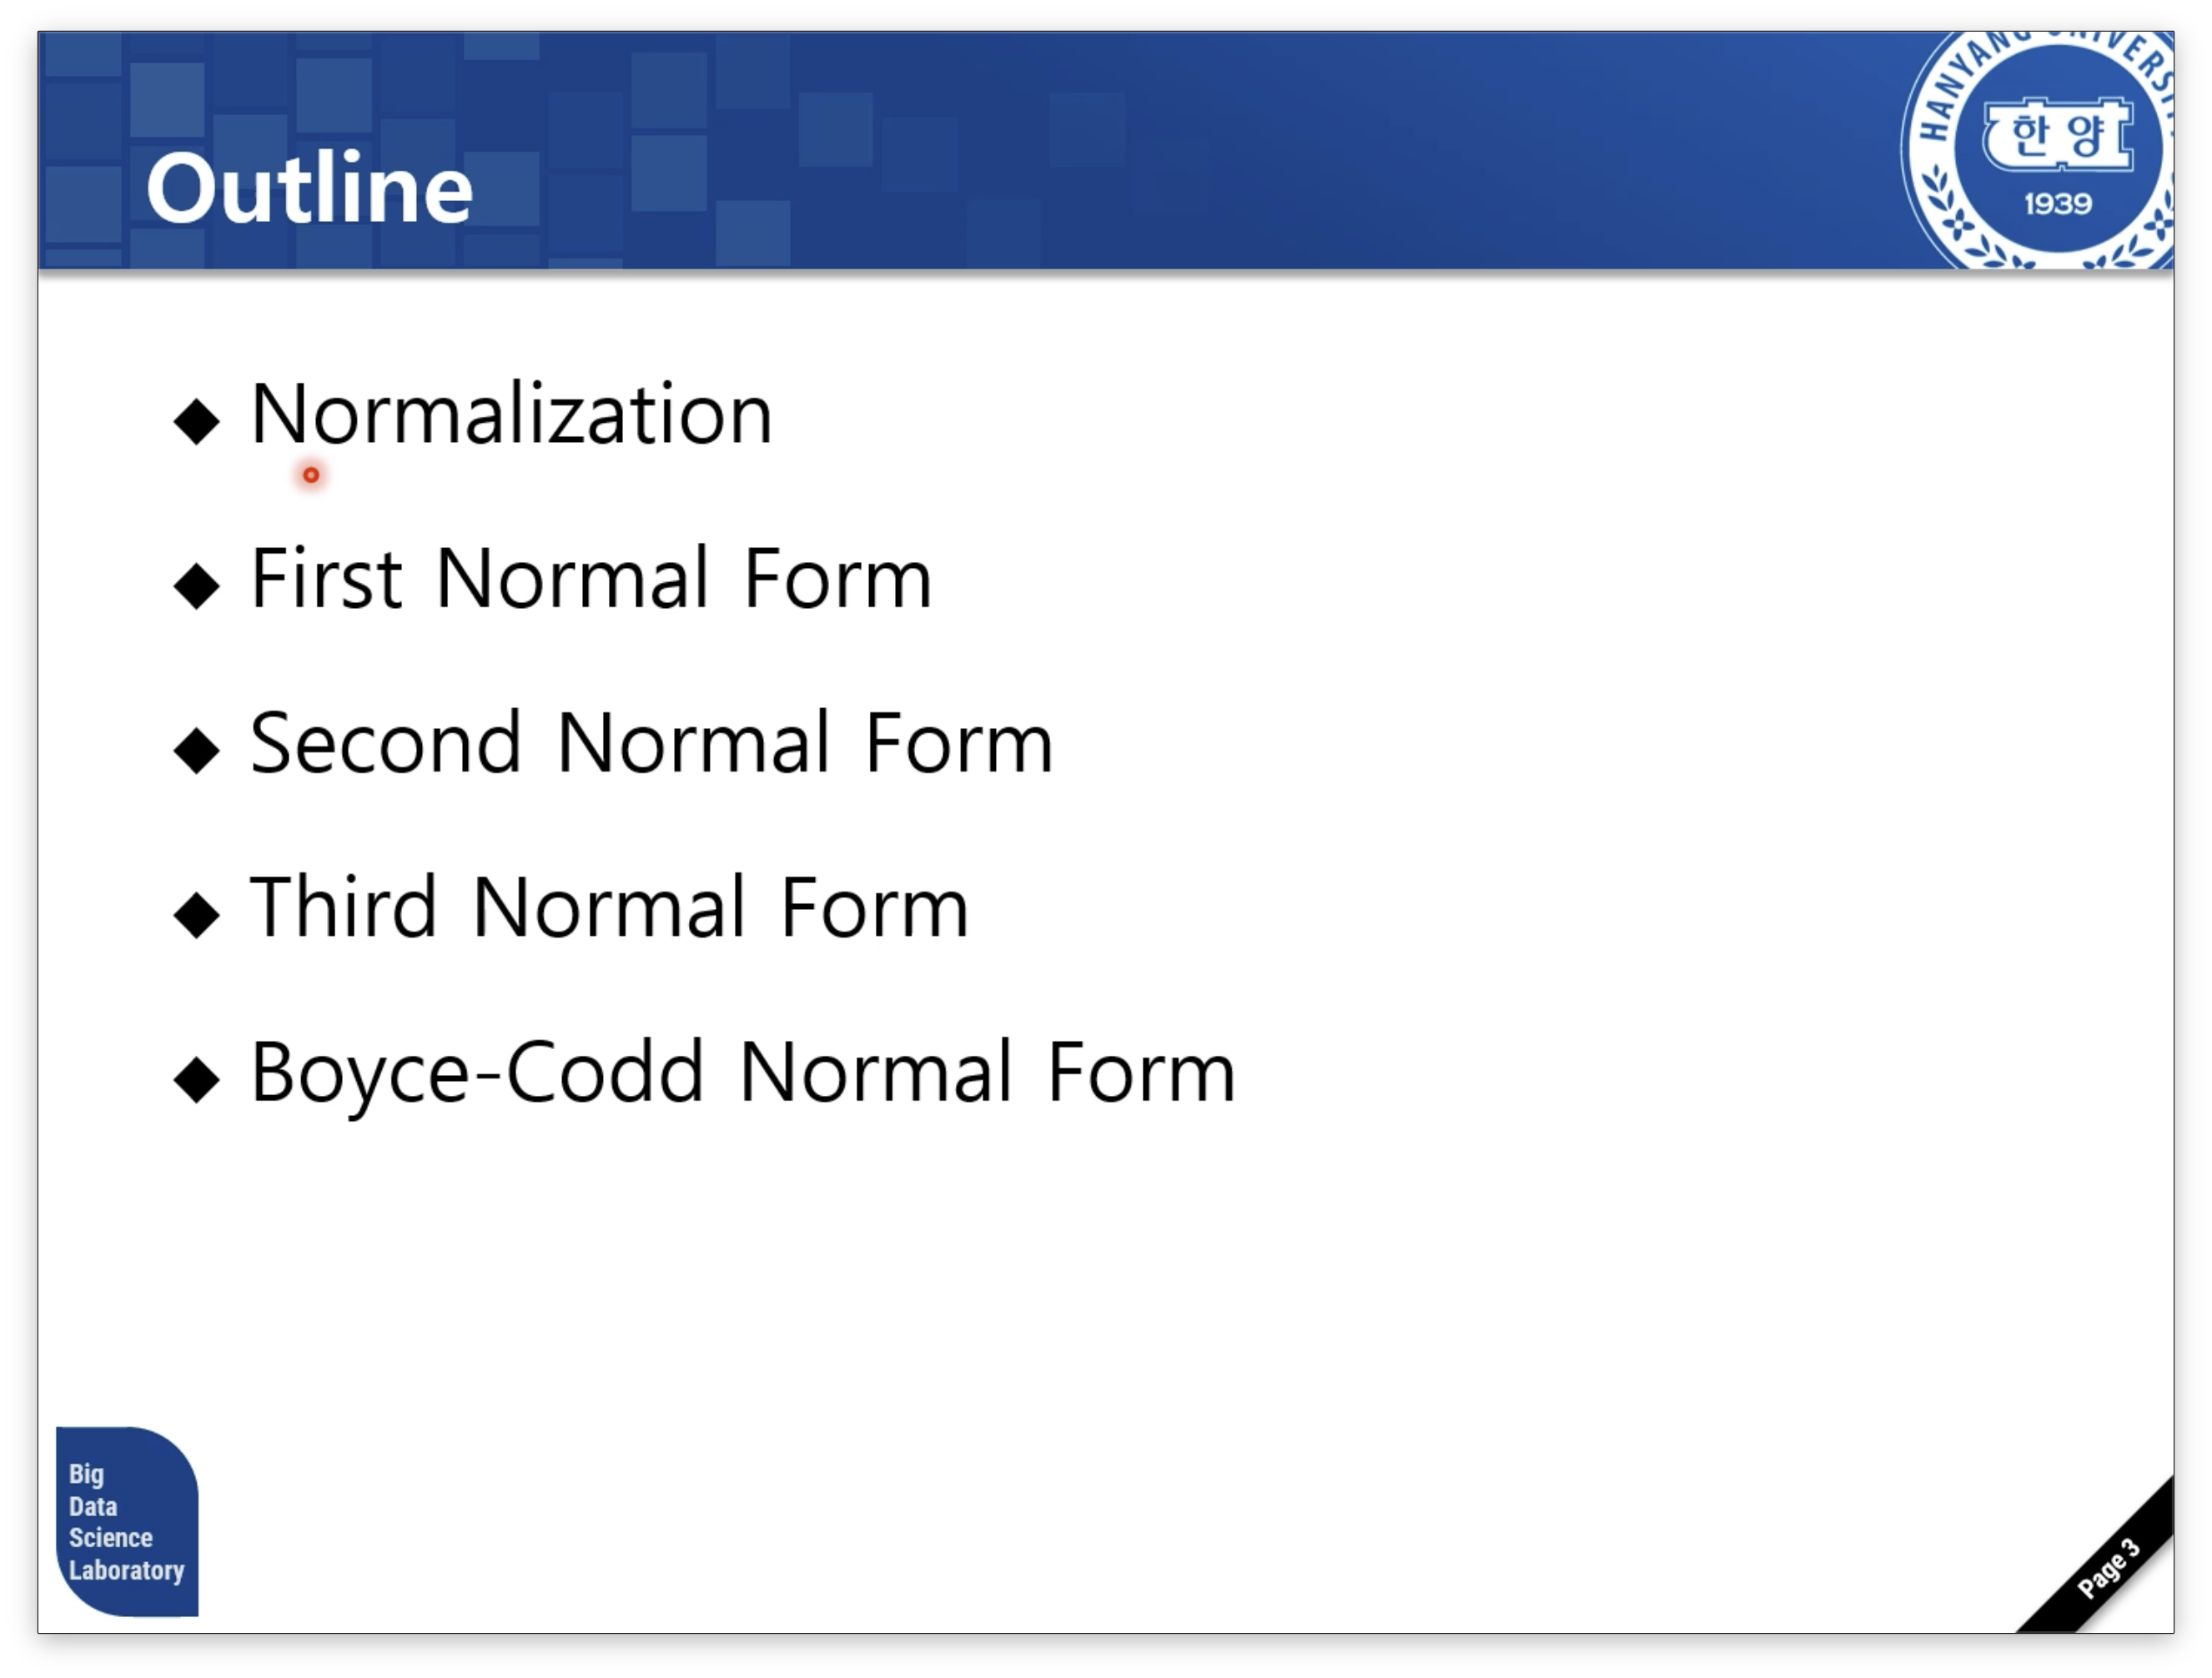 Outline
HANYANG UNIVERSI
한양
1939
◆ Normalization
◆ First Normal Form
◆ Second Normal Form
◆ Third Normal Form
◆ Boyce-Codd Normal Form
Big
Data
Science
Laboratory
Page 3